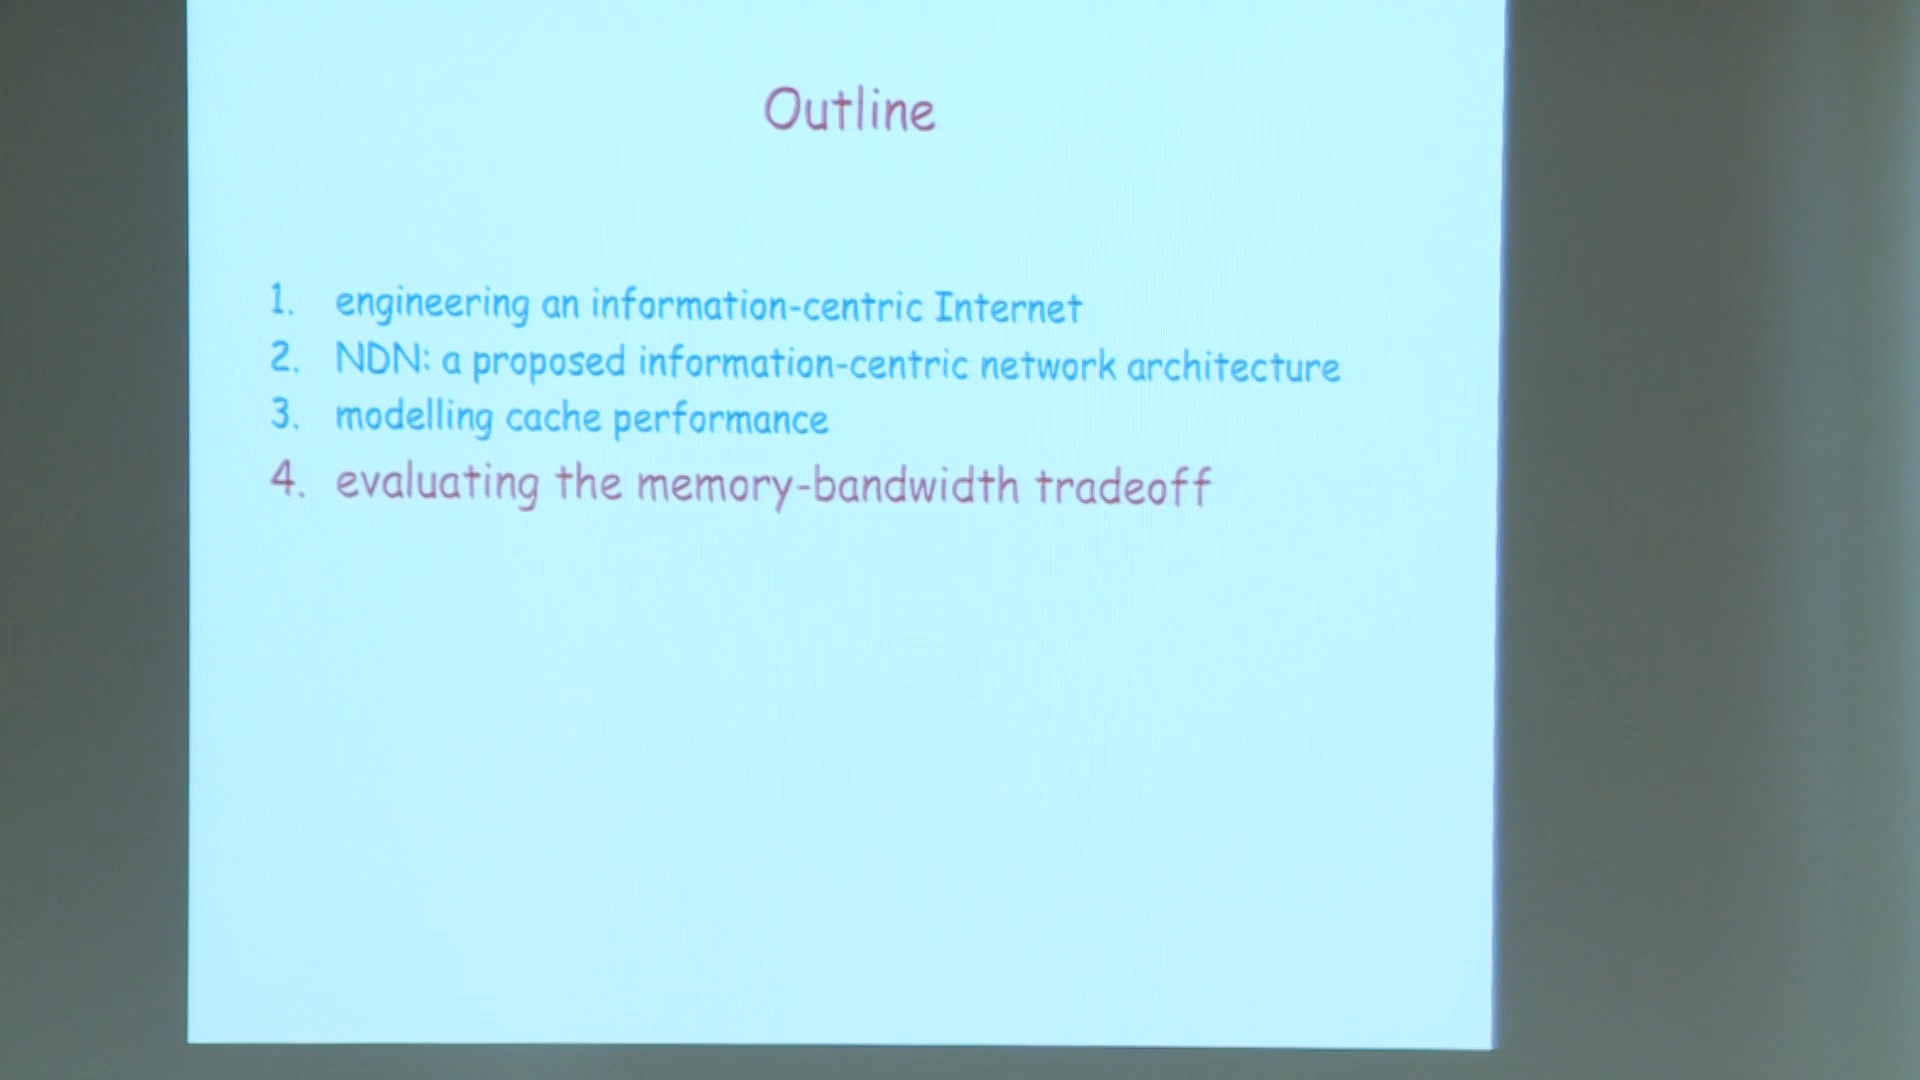 Outline
1. engineering an information-centric Internet
2. NDN: a proposed information-centric network architecture
3. modelling cache performance
4. evaluating the memory-bandwidth tradeoff